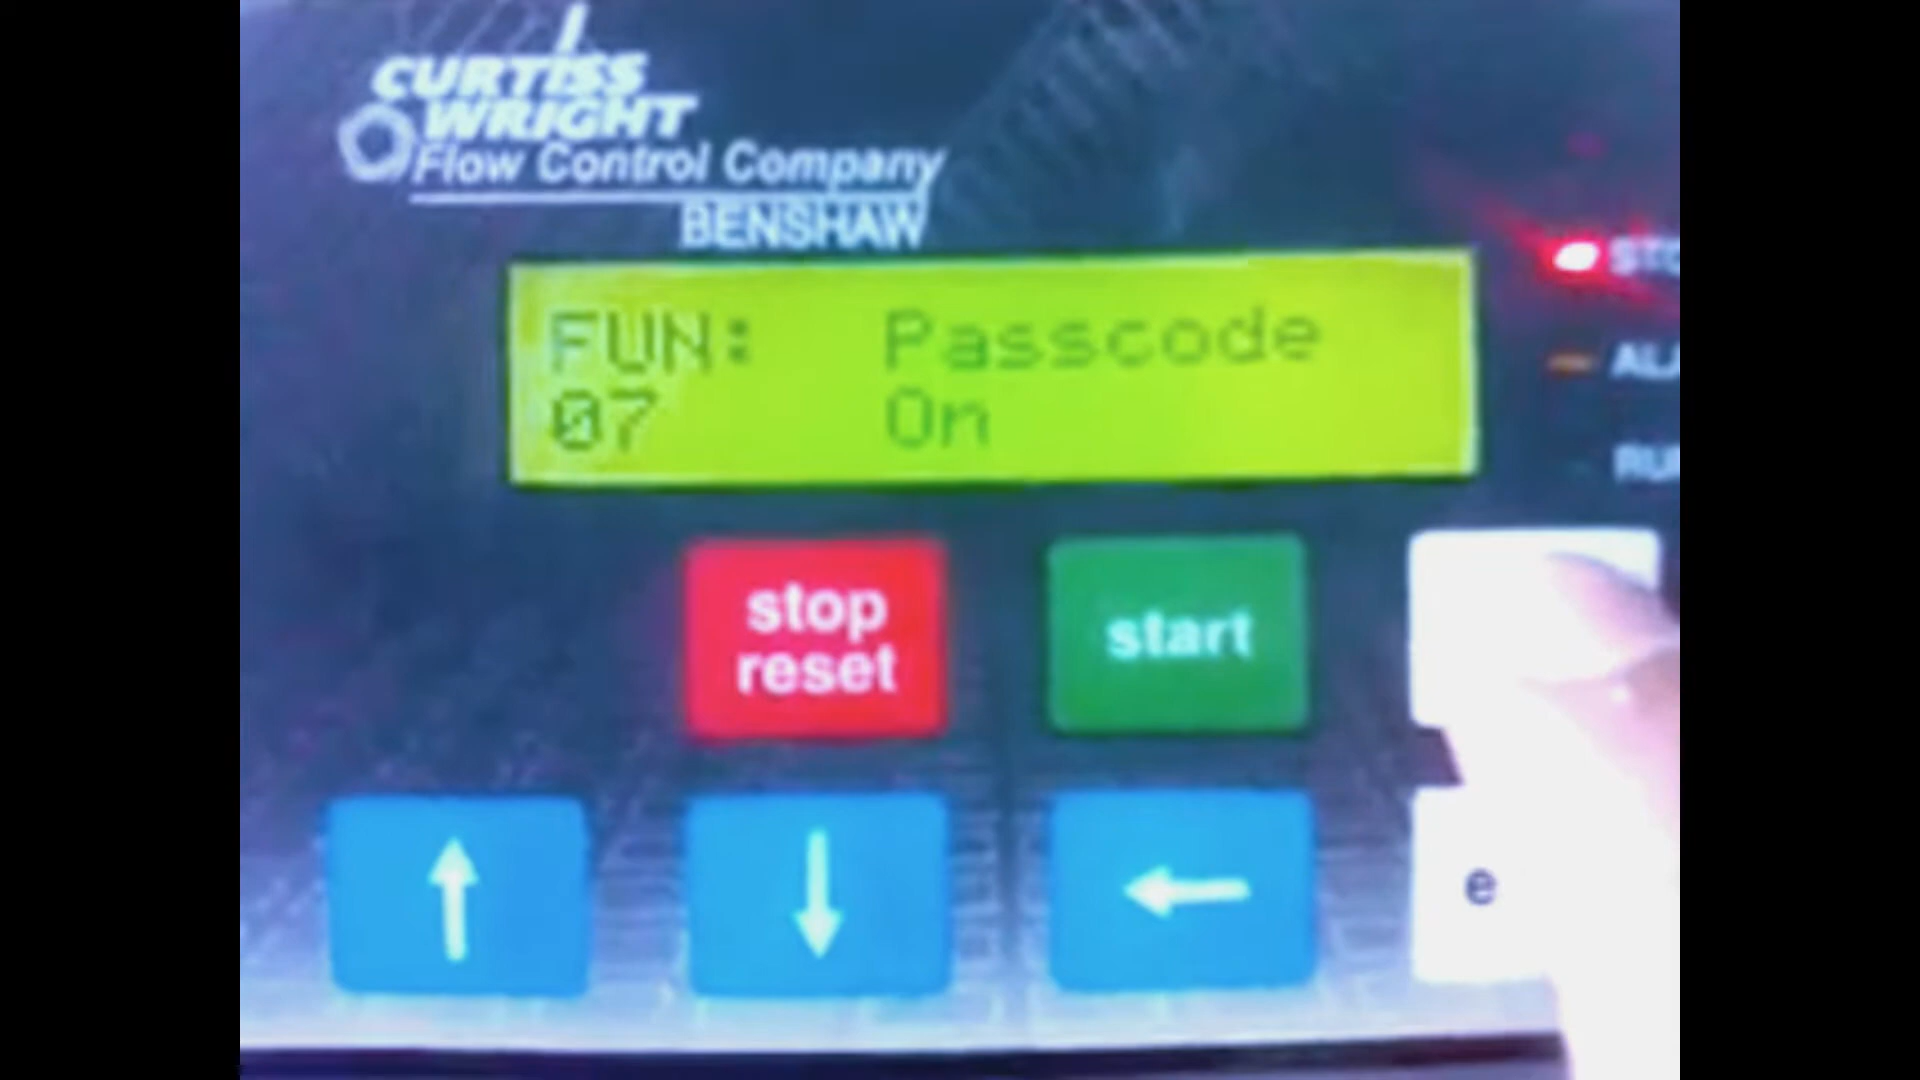 CURTISS
WRIGHT
Flow Control Company
BENSHAW
FUN: Passcode
07 On
stop
reset
start